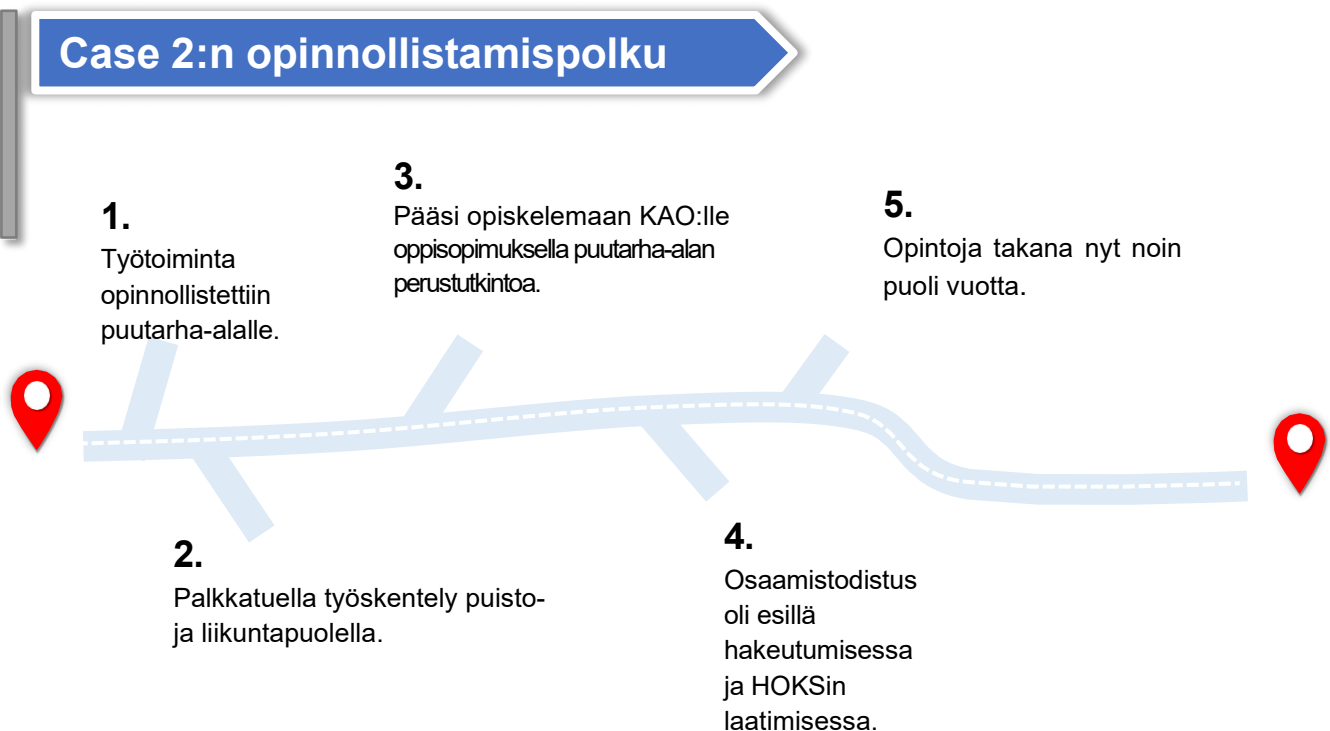 Case 2:n opinnollistamispolku
1.
Työtoiminta
opinnollistettiin
puutarha-alalle.
2.
Palkkatuella työskentely puisto-
ja liikuntapuolella.
3.
Pääsi opiskelemaan KAO:lle
oppisopimuksella puutarha-alan
perustutkintoa.
4.
Osaamistodistus
oli esillä
hakeutumisessa
ja HOKSin
laatimisessa.
5.
Opintoja takana nyt noin
puoli vuotta.